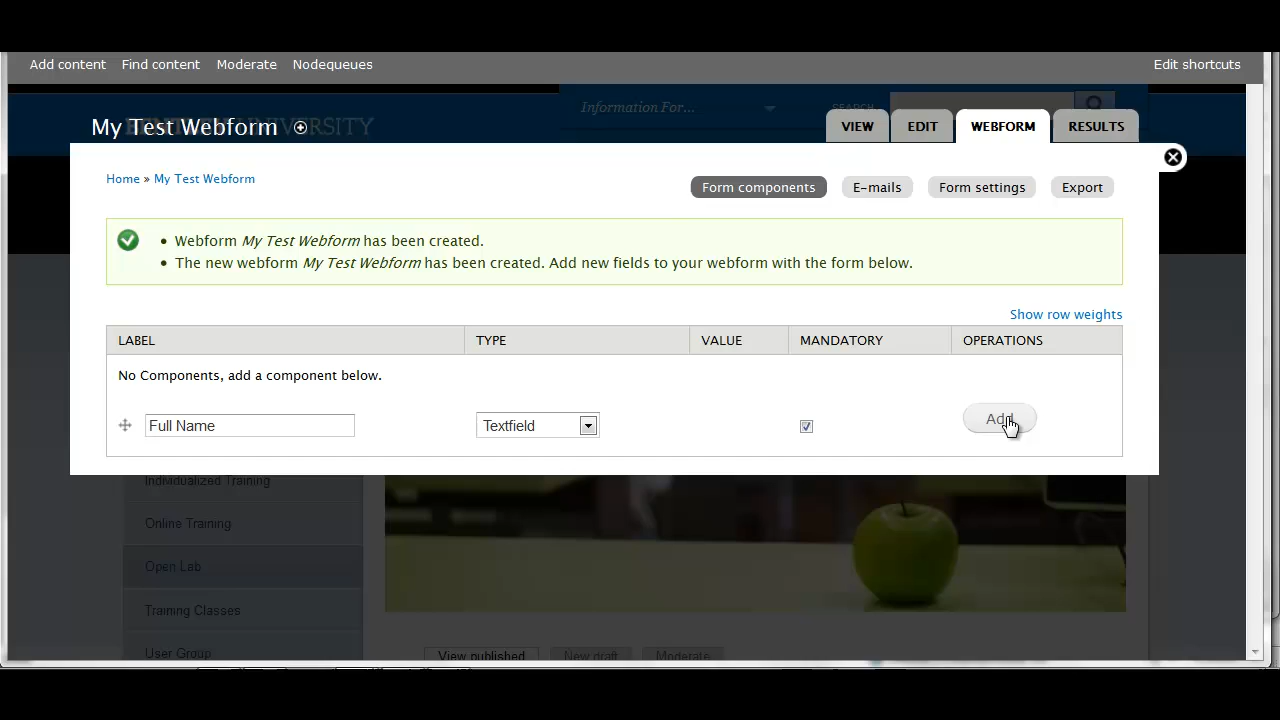 Add content Find content Moderate Nodequeues Edit shortcuts
Information For... SEARCH
My Test Webform UNIVERSITY VIEW EDIT WEBFORM RESULTS
Home » My Test Webform Form components E-mails Form settings Export
Webform My Test Webform has been created.
The new webform My Test Webform has been created. Add new fields to your webform with the form below.
Show row weights
LABEL TYPE VALUE MANDATORY OPERATIONS
No Components, add a component below.
Full Name Textfield Add
Individualized Training
Online Training
Open Lab
Training Classes
User Group
View published New draft Moderate